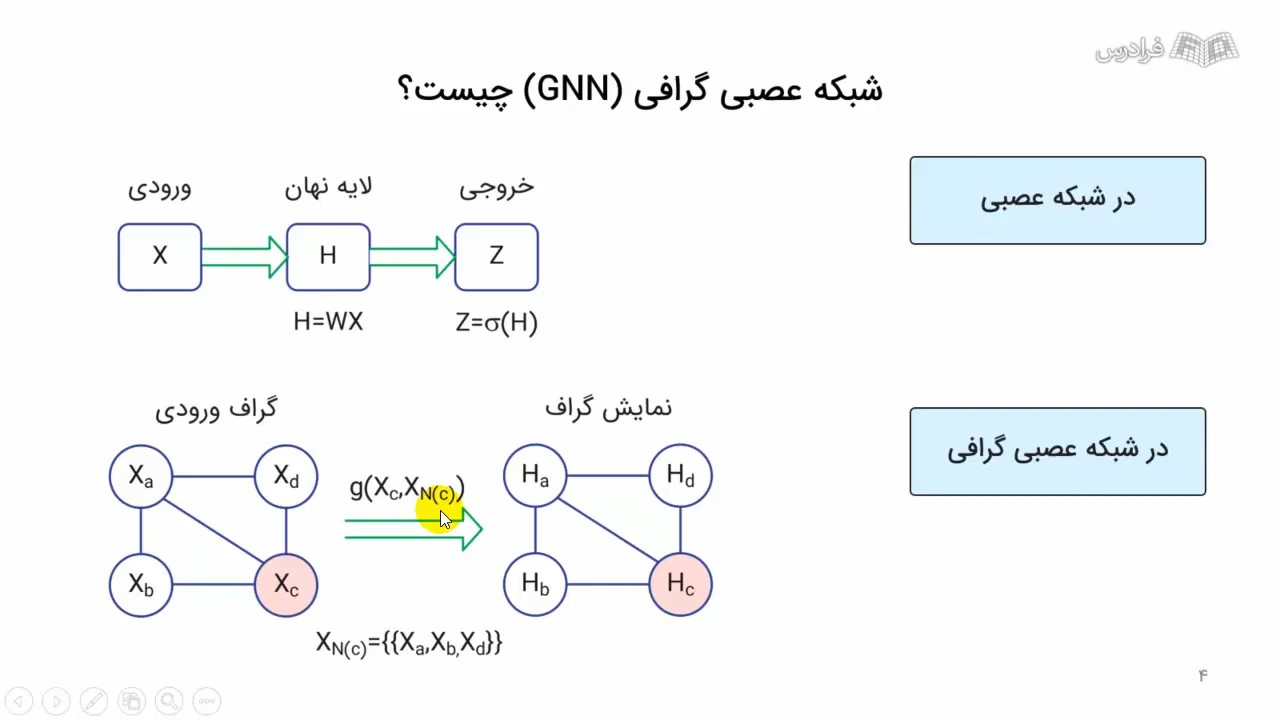 فرادرس
شبکه عصبی گرافی (GNN) چیست؟
در شبکه عصبی
ورودی
لایه نهان
خروجی
X
H
Z
H=WX
Z=σ(H)
در شبکه عصبی گرافی
گراف ورودی
نمایش گراف
Xa
Xd
Xb
Xc
g(Xc,XN(c))
Ha
Hd
Hb
Hc
XN(c)={{Xa,Xb,Xd}}
۴